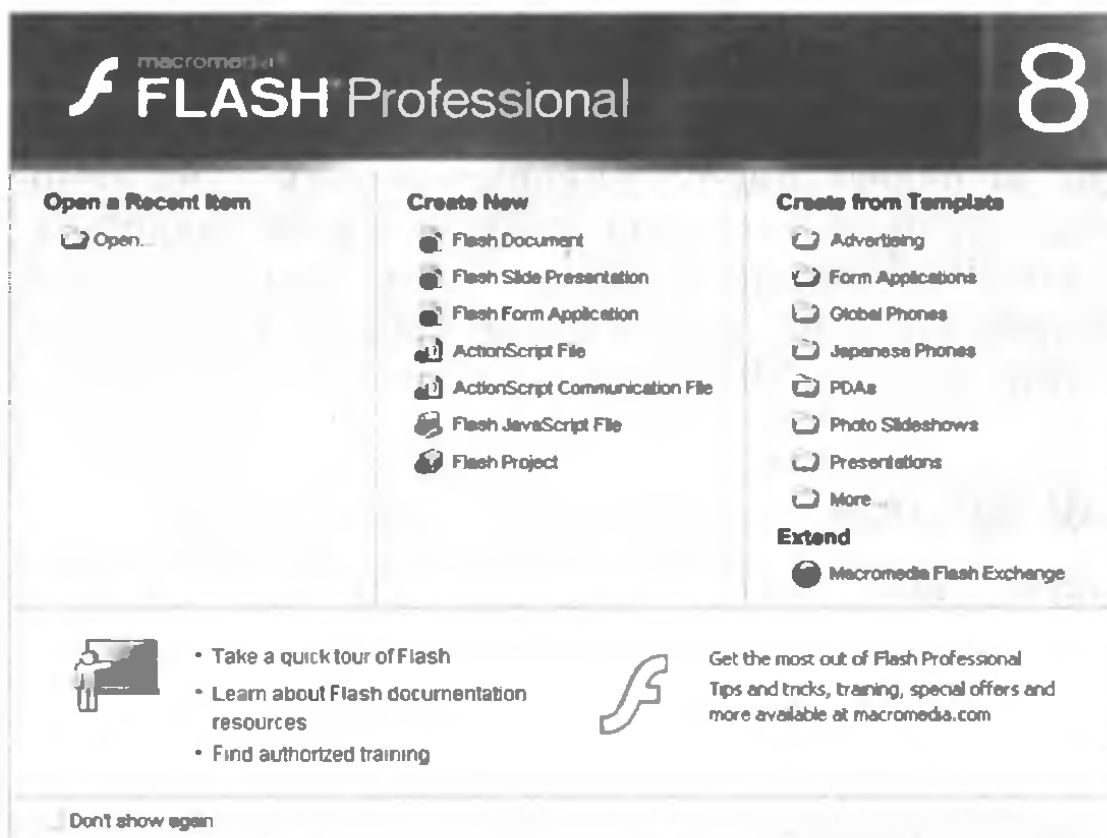 macromedia®
FLASH Professional
8
Open a Recent Item
Open...
Create New
Flash Document
Flash Slide Presentation
Flash Form Application
ActionScript File
ActionScript Communication File
Flash JavaScript File
Flash Project
Create from Template
Advertising
Form Applications
Global Phones
Japanese Phones
PDAs
Photo Slideshows
Presentations
More...
Extend
Macromedia Flash Exchange
• Take a quick tour of Flash
• Learn about Flash documentation
resources
• Find authorized training
Get the most out of Flash Professional
Tips and tricks, training, special offers and
more available at macromedia.com
Don't show again